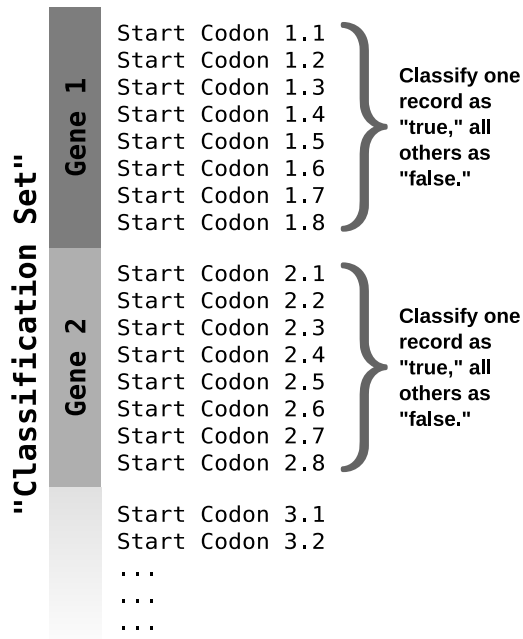 "Classification Set"
Gene 1
Start Codon 1.1
Start Codon 1.2
Start Codon 1.3
Start Codon 1.4
Start Codon 1.5
Start Codon 1.6
Start Codon 1.7
Start Codon 1.8
Classify one
record as
"true," all
others as
"false."
Gene 2
Start Codon 2.1
Start Codon 2.2
Start Codon 2.3
Start Codon 2.4
Start Codon 2.5
Start Codon 2.6
Start Codon 2.7
Start Codon 2.8
Classify one
record as
"true," all
others as
"false."
Start Codon 3.1
Start Codon 3.2
...
...
...